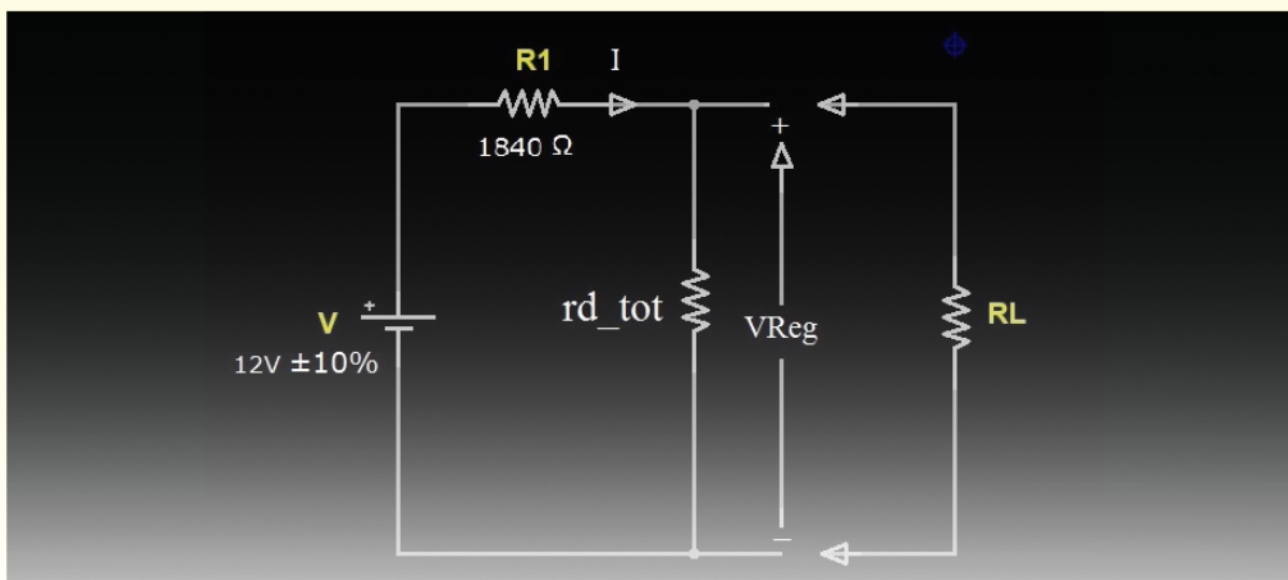 R1 I
1840 Ω
+
rd_tot
VReg
RL
+
V
12V ±10%
−